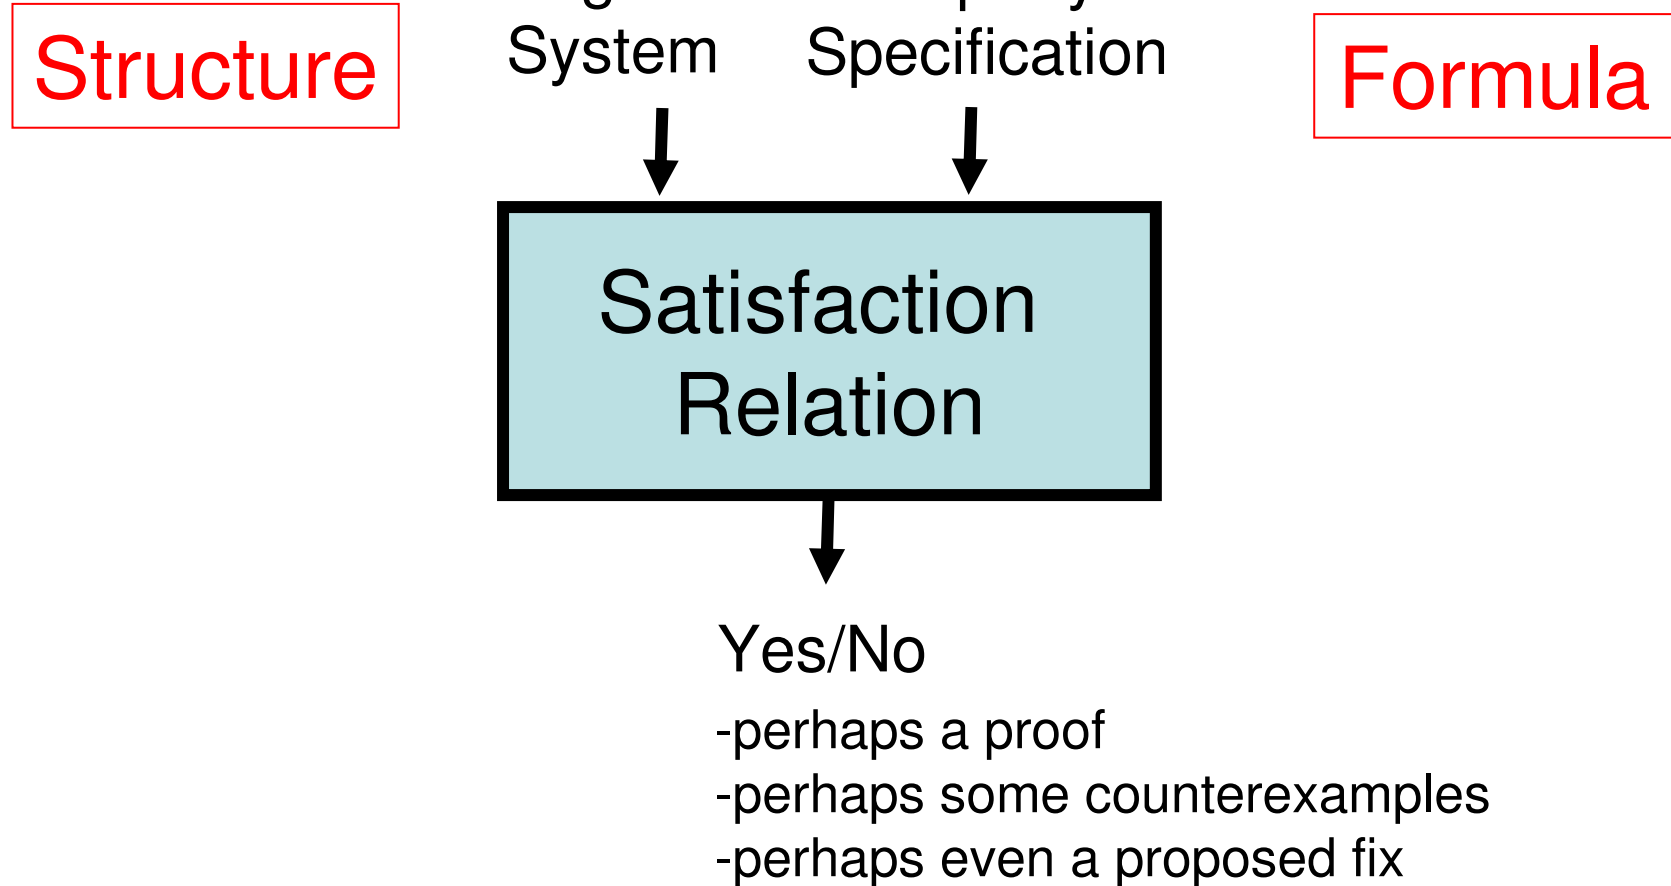 Structure
System
Specification
Formula
Satisfaction
Relation
Yes/No
-perhaps a proof
-perhaps some counterexamples
-perhaps even a proposed fix